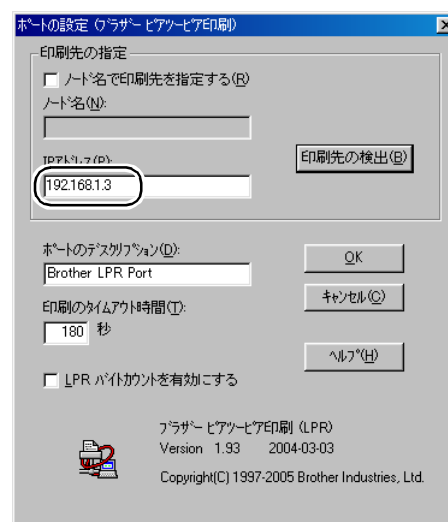 ポートの設定 (ブラザー ピアツーピア印刷)
印刷先の指定
ノード名で印刷先を指定する(R)
ノード名(N):
IPアドレス(P):
192.168.1.3
印刷先の検出(B)
ポートのデスクリプション(D):
Brother LPR Port
OK
印刷のタイムアウト時間(T):
180 秒
キャンセル(C)
ヘルプ(H)
LPR バイトカウントを有効にする
ブラザー ピアツーピア印刷 (LPR)
Version 1.93 2004-03-03
Copyright(C) 1997-2005 Brother Industries, Ltd.